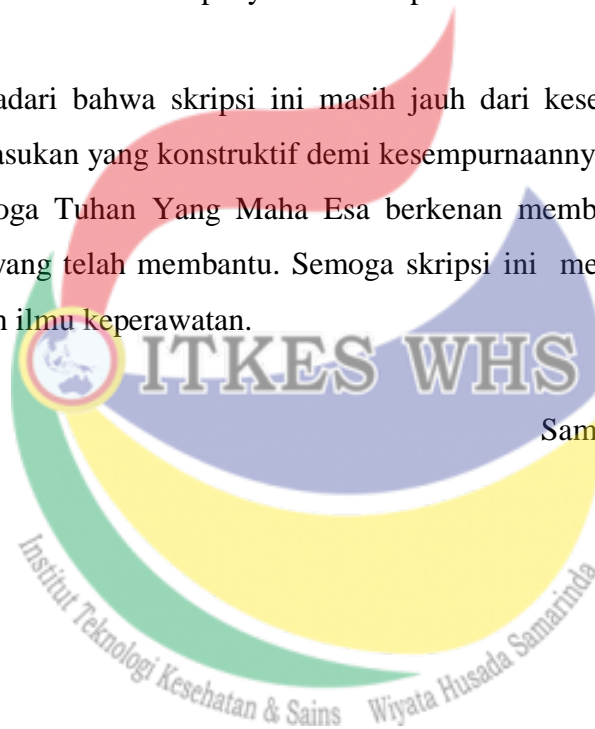 adari bahwa skripsi ini masih jauh dari kese
asukan yang konstruktif demi kesempurnaanny
oga Tuhan Yang Maha Esa berkenan memb
yang telah membantu. Semoga skripsi ini me
n ilmu keperawatan.
ITKES WHS
Sam
Institut Teknologi Kesehatan & Sains Wiyata Husada Samarinda